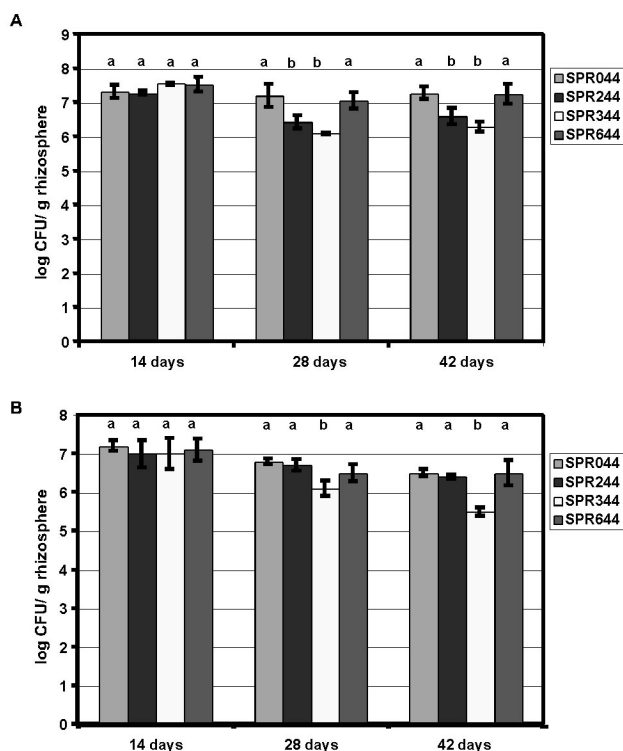 A
9
8
7
6
5
4
3
2
1
0
log CFU/ g rhizosphere
a a a a a b b a a b b a
14 days 28 days 42 days
SPR044
SPR244
SPR344
SPR644
B
8
7
6
5
4
3
2
1
0
log CFU/ g rhizosphere
a a a a a a b a a a b a
14 days 28 days 42 days
SPR044
SPR244
SPR344
SPR644